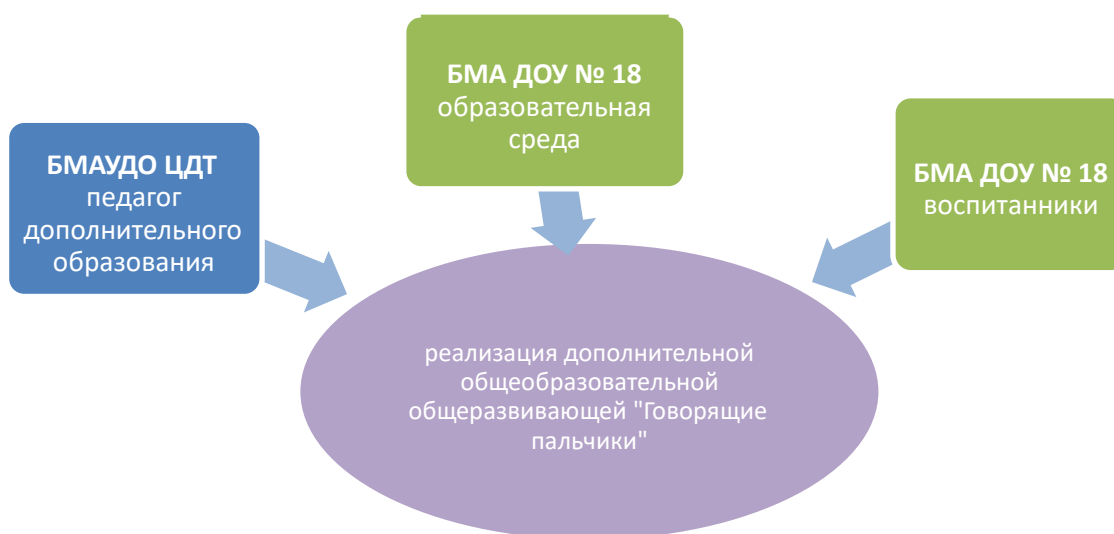 БМА ДОУ № 18
образовательная
среда
БМАУДО ЦДТ
педагог
дополнительного
образования
БМА ДОУ № 18
воспитанники
реализация дополнительной
общеобразовательной
общеразвивающей "Говорящие
пальчики"